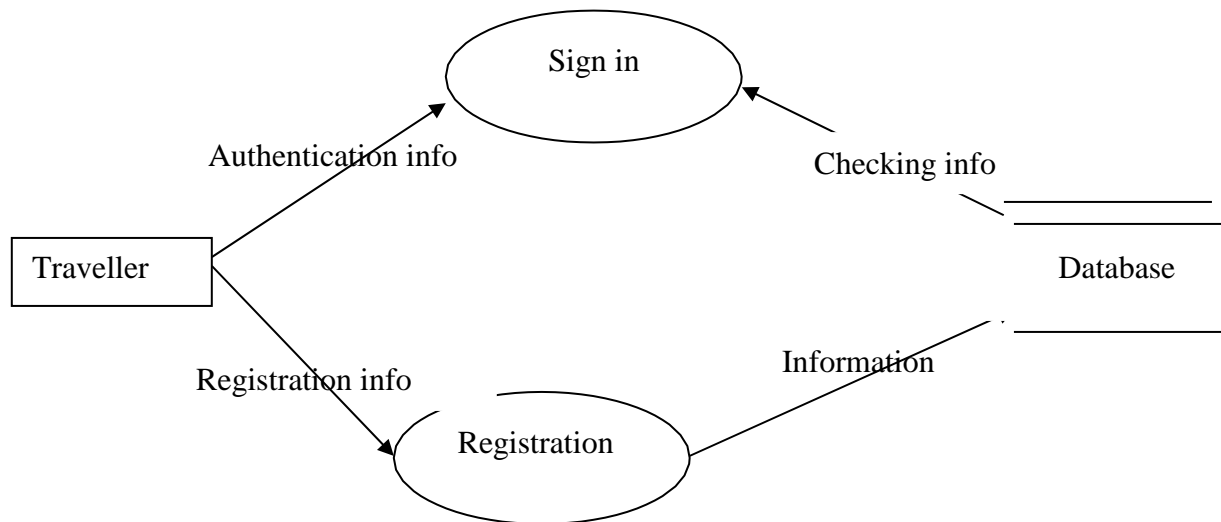 Sign in
Authentication info
Checking info
Traveller
Database
Registration info
Information
Registration